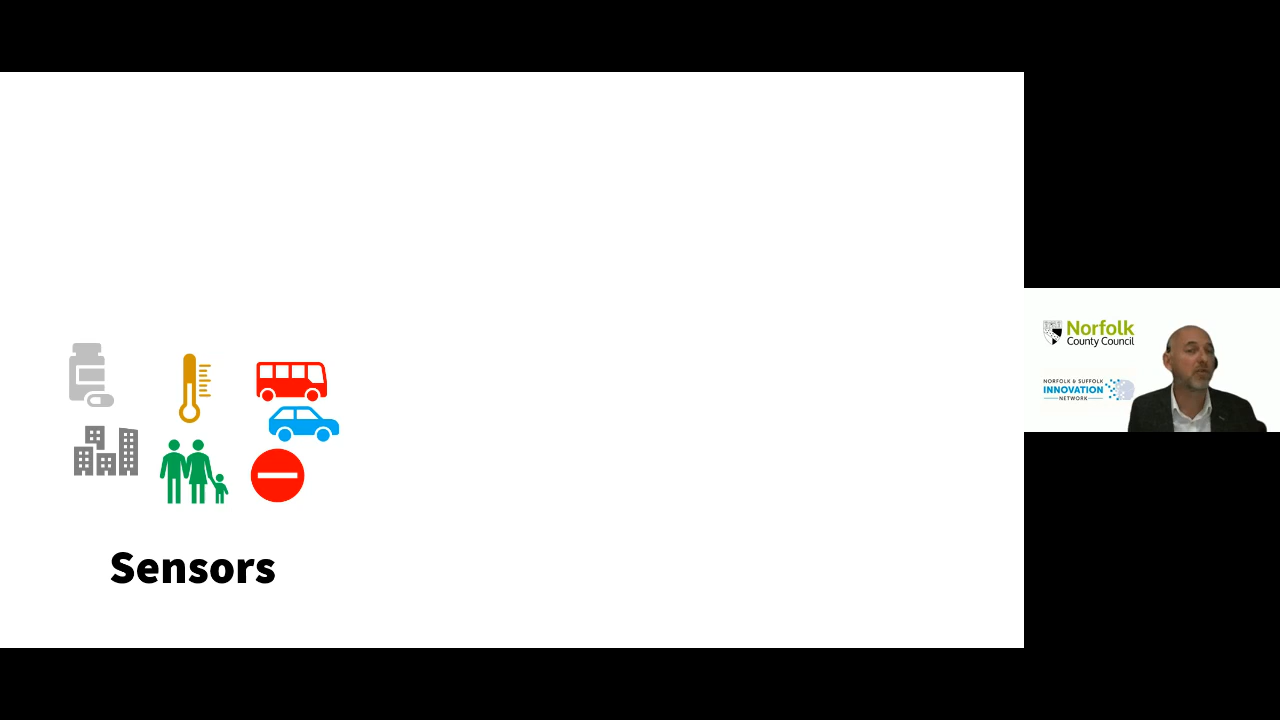 Sensors
Norfolk
County Council
NORFOLK & SUFFOLK
INNOVATION
NETWORK